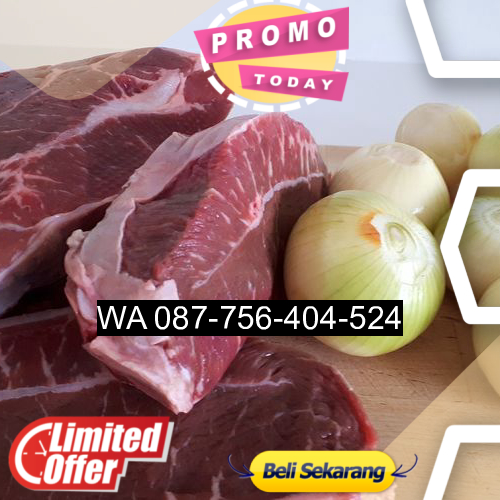 PROMO
TODAY
WA 087-756-404-524
Limited
Offer
Beli Sekarang